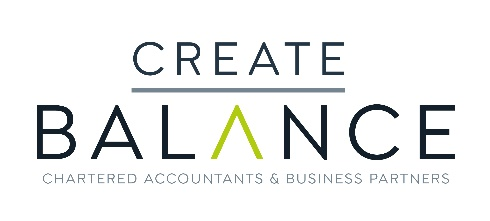 CREATE
BALANCE
CHARTERED ACCOUNTANTS & BUSINESS PARTNERS